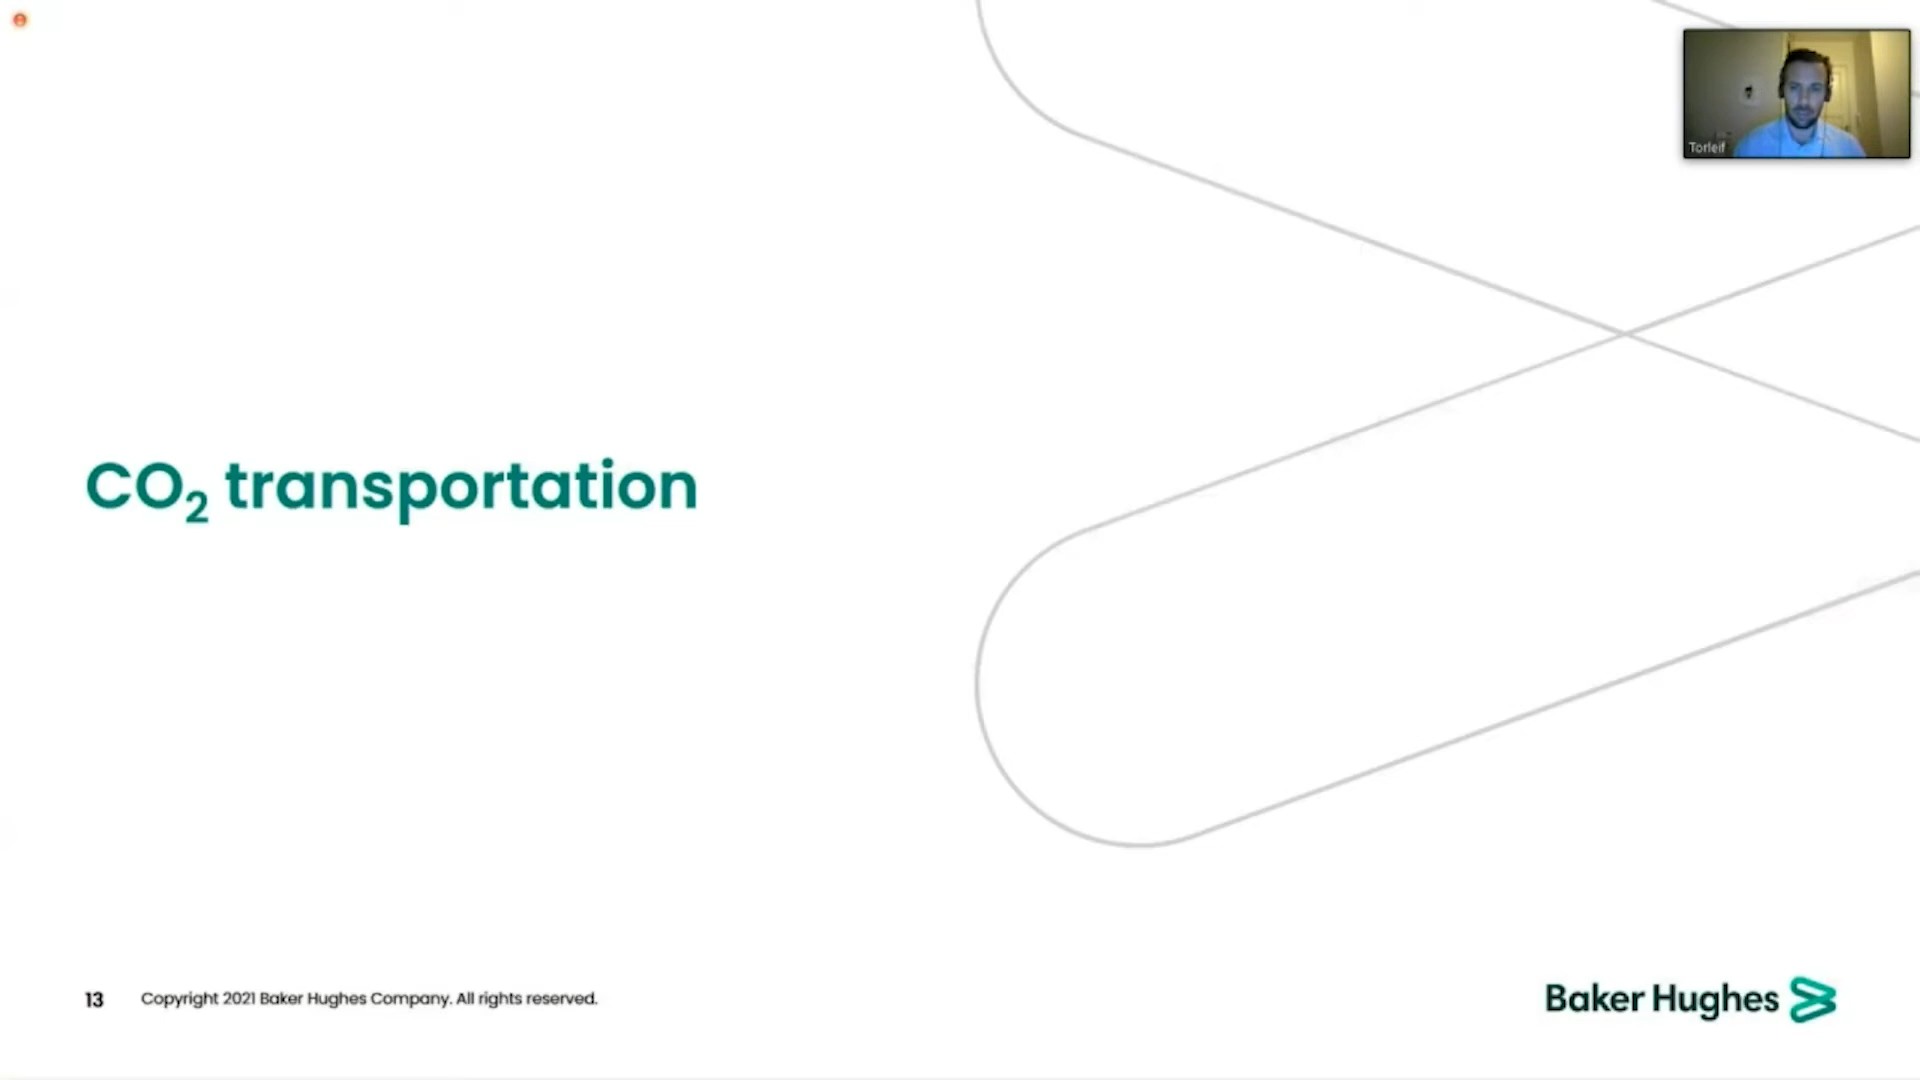 Torleif
CO₂ transportation
13 Copyright 2021 Baker Hughes Company. All rights reserved.
Baker Hughes